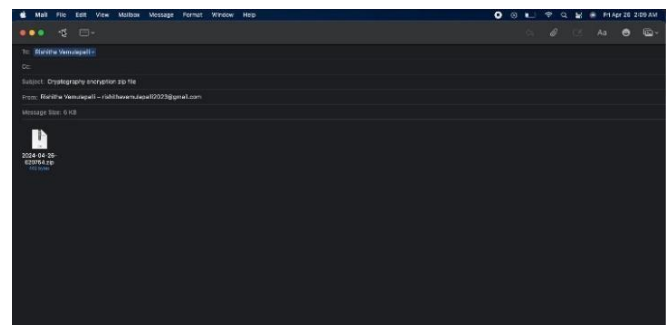 Mail File Edit View Mailbox Message Format Window Help Fri Apr 26 2:09 AM
Aa
To: Rishitha Vemulapalli
Cc:
Subject: Cryptography encryption zip file
From: Rishitha Vemulapalli – rishithavemulapalli2023@gmail.com
Message Size: 6 KB
2024-04-26-
620764.zip